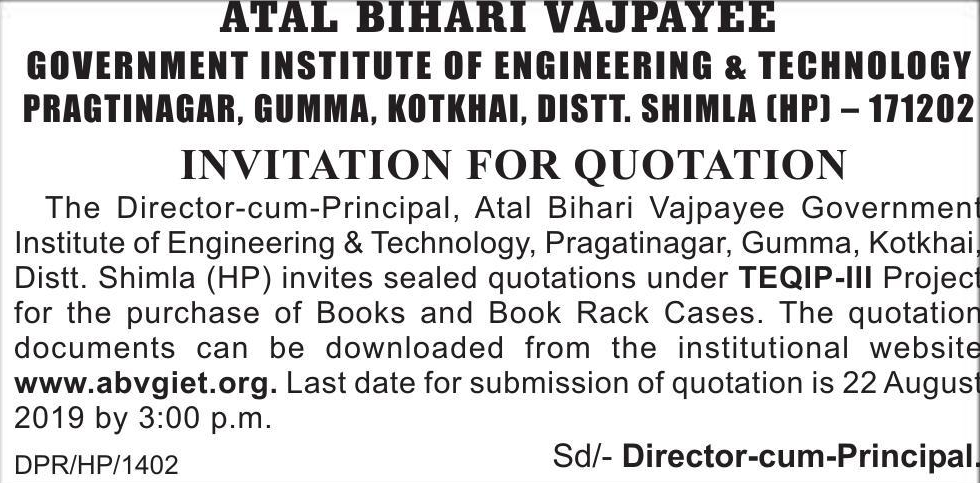 ATAL BIHARI VAJPAYEE
GOVERNMENT INSTITUTE OF ENGINEERING & TECHNOLOGY
PRAGTINAGAR, GUMMA, KOTKHAI, DISTT. SHIMLA (HP) – 171202
INVITATION FOR QUOTATION
The Director-cum-Principal, Atal Bihari Vajpayee Government
Institute of Engineering & Technology, Pragatinagar, Gumma, Kotkhai,
Distt. Shimla (HP) invites sealed quotations under TEQIP-III Project
for the purchase of Books and Book Rack Cases. The quotation
documents can be downloaded from the institutional website
www.abvgiet.org. Last date for submission of quotation is 22 August
2019 by 3:00 p.m.
DPR/HP/1402
Sd/- Director-cum-Principal.